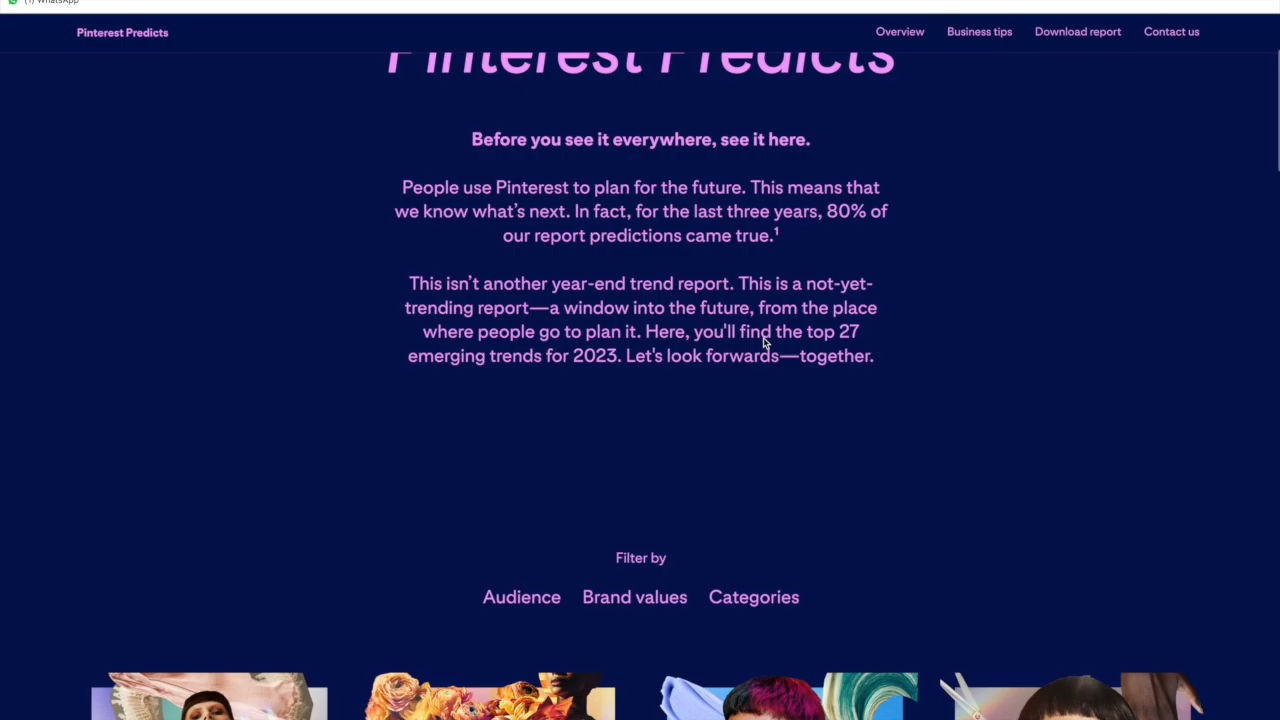 (1) WhatsApp
Pinterest Predicts
Overview
Business tips
Download report
Contact us
Pinterest Predicts
Before you see it everywhere, see it here.
People use Pinterest to plan for the future. This means that
we know what’s next. In fact, for the last three years, 80% of
our report predictions came true.¹
This isn’t another year-end trend report. This is a not-yet-
trending report—a window into the future, from the place
where people go to plan it. Here, you'll find the top 27
emerging trends for 2023. Let's look forwards—together.
Filter by
Audience
Brand values
Categories